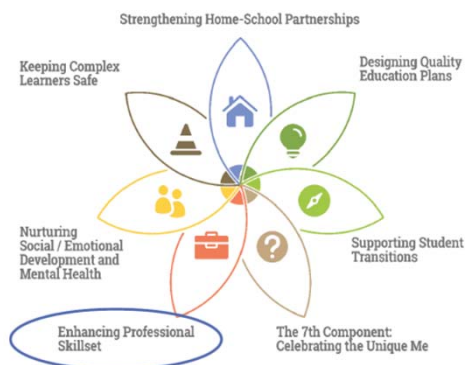 Strengthening Home-School Partnerships
Keeping Complex
Learners Safe
Designing Quality
Education Plans
Nurturing
Social / Emotional
Development and
Mental Health
Supporting Student
Transitions
Enhancing Professional
Skillset
The 7th Component:
Celebrating the Unique Me
?